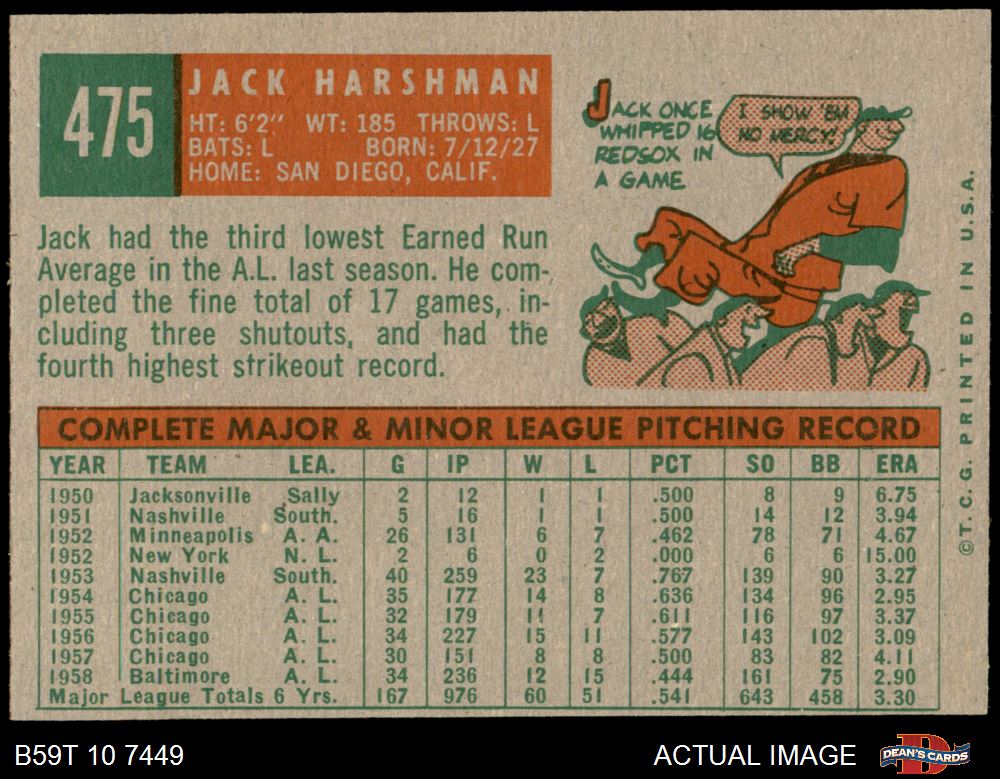 475
JACK HARSHMAN
HT: 6'2" WT: 185 THROWS: L
BATS: L BORN: 7/12/27
HOME: SAN DIEGO, CALIF.
JACK ONCE
WHIPPED 16
REDSOX IN
A GAME
I SHOW 'EM
NO MERCY!
Jack had the third lowest Earned Run
Average in the A.L. last season. He com-
pleted the fine total of 17 games, in-
cluding three shutouts, and had the
fourth highest strikeout record.
©T. C. G. PRINTED IN U.S.A.
COMPLETE MAJOR & MINOR LEAGUE PITCHING RECORD
YEAR TEAM LEA. G IP W L PCT SO BB ERA
1950 Jacksonville Sally 2 12 1 1 .500 8 9 6.75
1951 Nashville South. 5 16 1 1 .500 14 12 3.94
1952 Minneapolis A. A. 26 131 6 7 .462 78 71 4.67
1952 New York N. L. 2 6 0 2 .000 6 6 15.00
1953 Nashville South. 40 259 23 7 .767 139 90 3.27
1954 Chicago A. L. 35 177 14 8 .636 134 96 2.95
1955 Chicago A. L. 32 179 11 7 .611 116 97 3.37
1956 Chicago A. L. 34 227 15 11 .577 143 102 3.09
1957 Chicago A. L. 30 151 8 8 .500 83 82 4.11
1958 Baltimore A. L. 34 236 12 15 .444 161 75 2.90
Major League Totals 6 Yrs. 167 976 60 51 .541 643 458 3.30
B59T 10 7449
ACTUAL IMAGE
D
DEAN'S CARDS